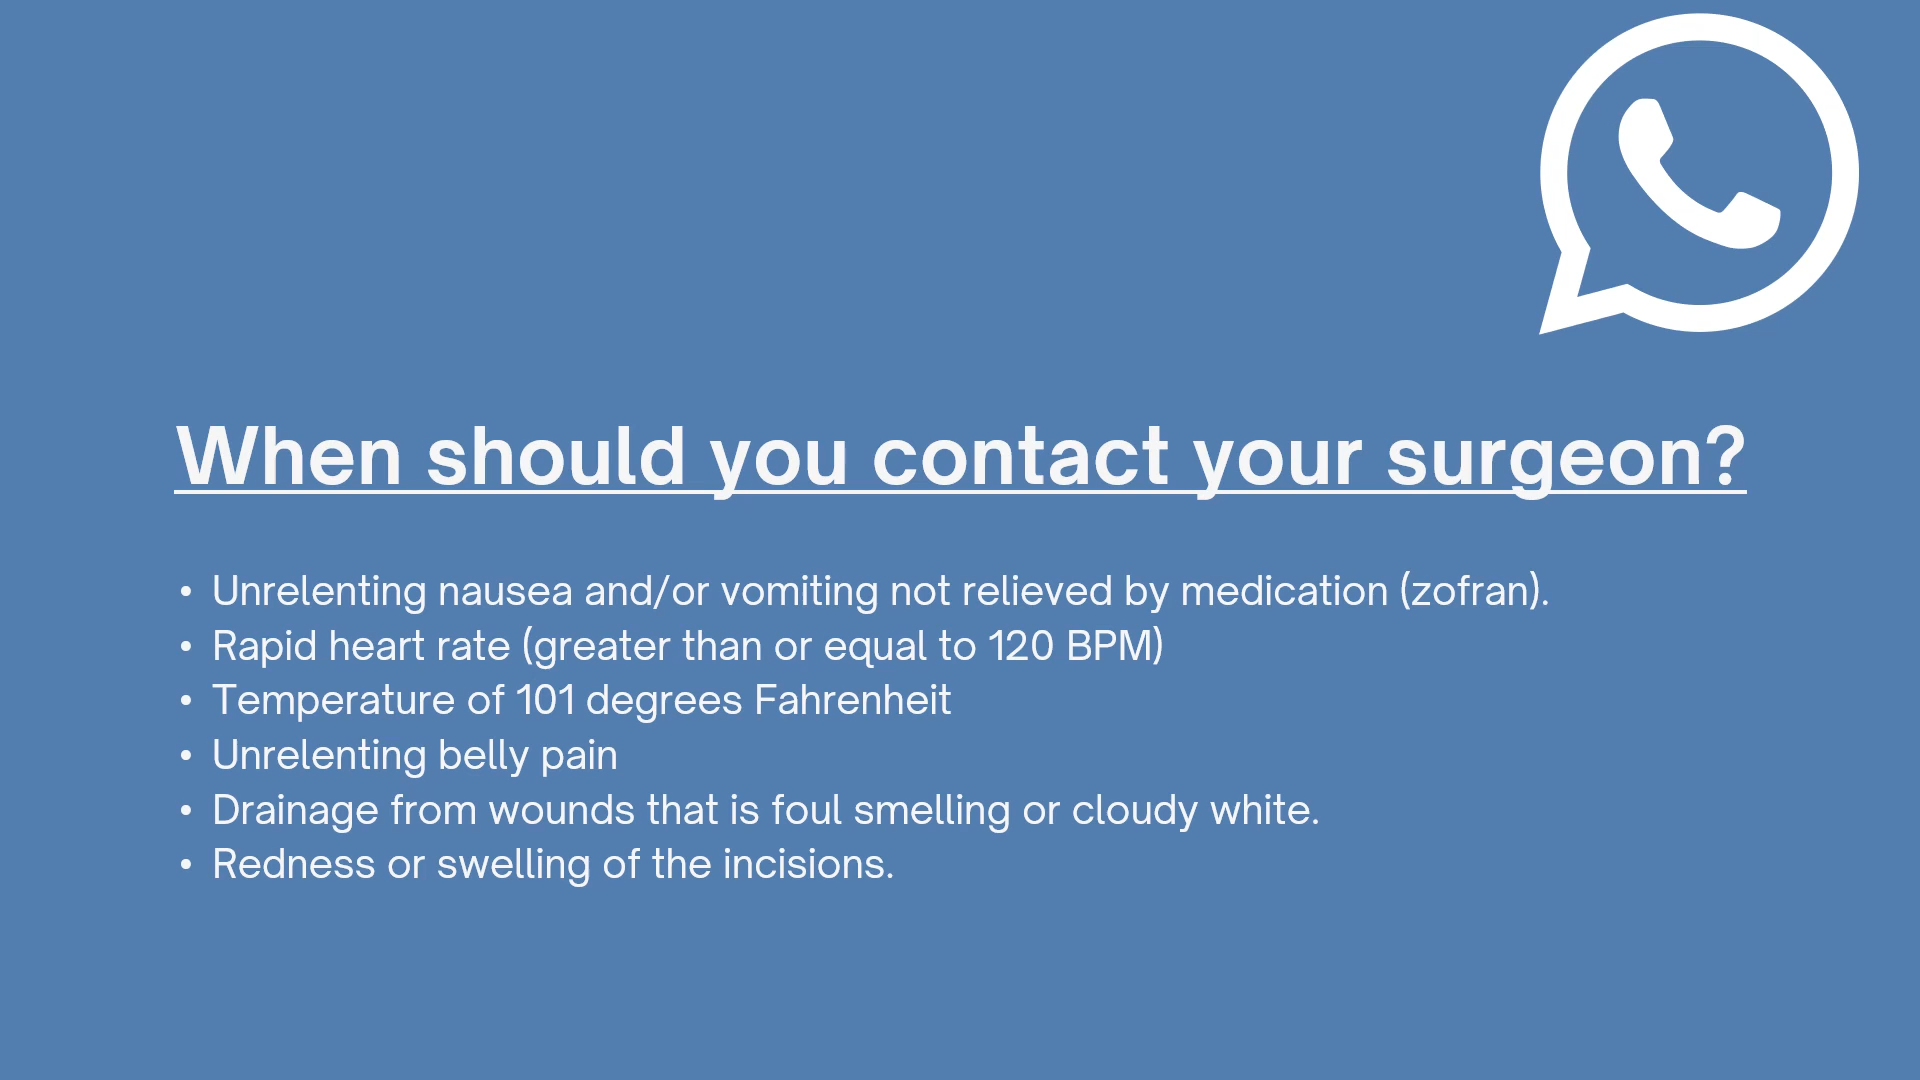 When should you contact your surgeon?
• Unrelenting nausea and/or vomiting not relieved by medication (zofran).
• Rapid heart rate (greater than or equal to 120 BPM)
• Temperature of 101 degrees Fahrenheit
• Unrelenting belly pain
• Drainage from wounds that is foul smelling or cloudy white.
• Redness or swelling of the incisions.